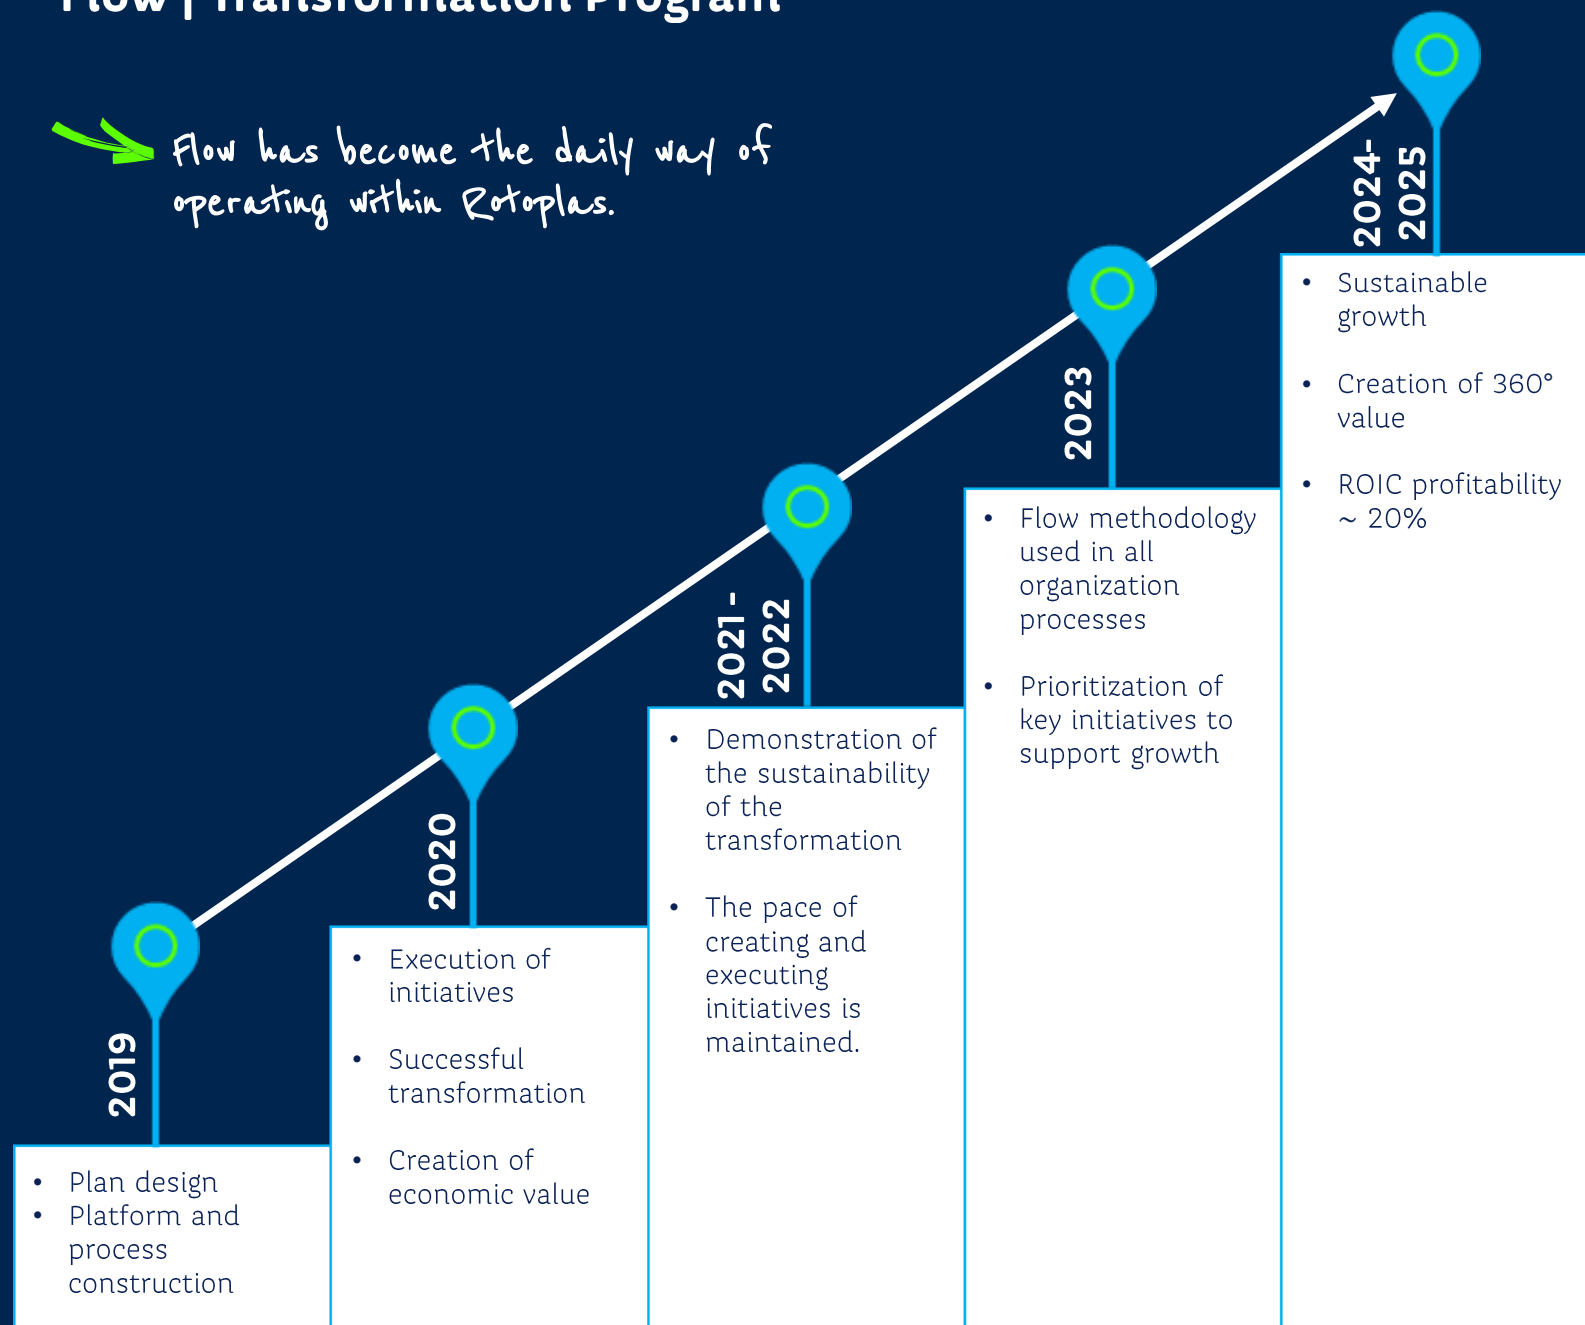 Flow | Transformation Program
Flow has become the daily way of
operating within Rotoplas.
2019
• Plan design
• Platform and
process
construction
2020
• Execution of
initiatives
• Successful
transformation
• Creation of
economic value
2021-
2022
• Demonstration of
the sustainability
of the
transformation
• The pace of
creating and
executing
initiatives is
maintained.
2023
• Flow methodology
used in all
organization
processes
• Prioritization of
key initiatives to
support growth
2024-
2025
• Sustainable
growth
• Creation of 360°
value
• ROIC profitability
~ 20%